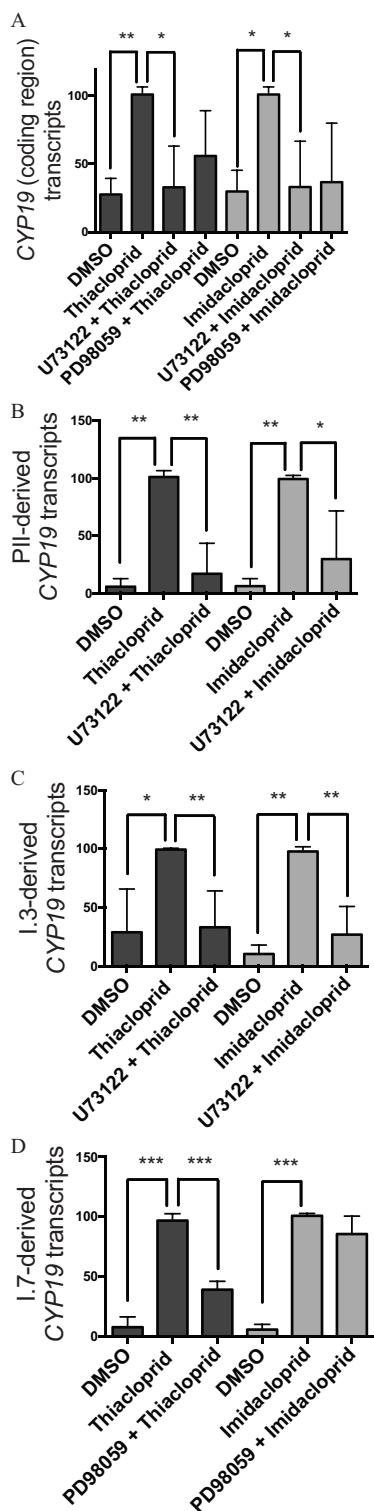 A
CYP19 (coding region)
transcripts
** * * *
100
50
0
DMSO
Thiacloprid
U73122 + Thiacloprid
PD98059 + Thiacloprid
DMSO
Imidacloprid
U73122 + Imidacloprid
PD98059 + Imidacloprid
B
PII-derived
CYP19 transcripts
** ** ** *
150
100
50
0
DMSO
Thiacloprid
U73122 + Thiacloprid
DMSO
Imidacloprid
U73122 + Imidacloprid
C
I.3-derived
CYP19 transcripts
* ** ** **
150
100
50
0
DMSO
Thiacloprid
U73122 + Thiacloprid
DMSO
Imidacloprid
U73122 + Imidacloprid
D
I.7-derived
CYP19 transcripts
*** *** ***
150
100
50
0
DMSO
Thiacloprid
PD98059 + Thiacloprid
DMSO
Imidacloprid
PD98059 + Imidacloprid